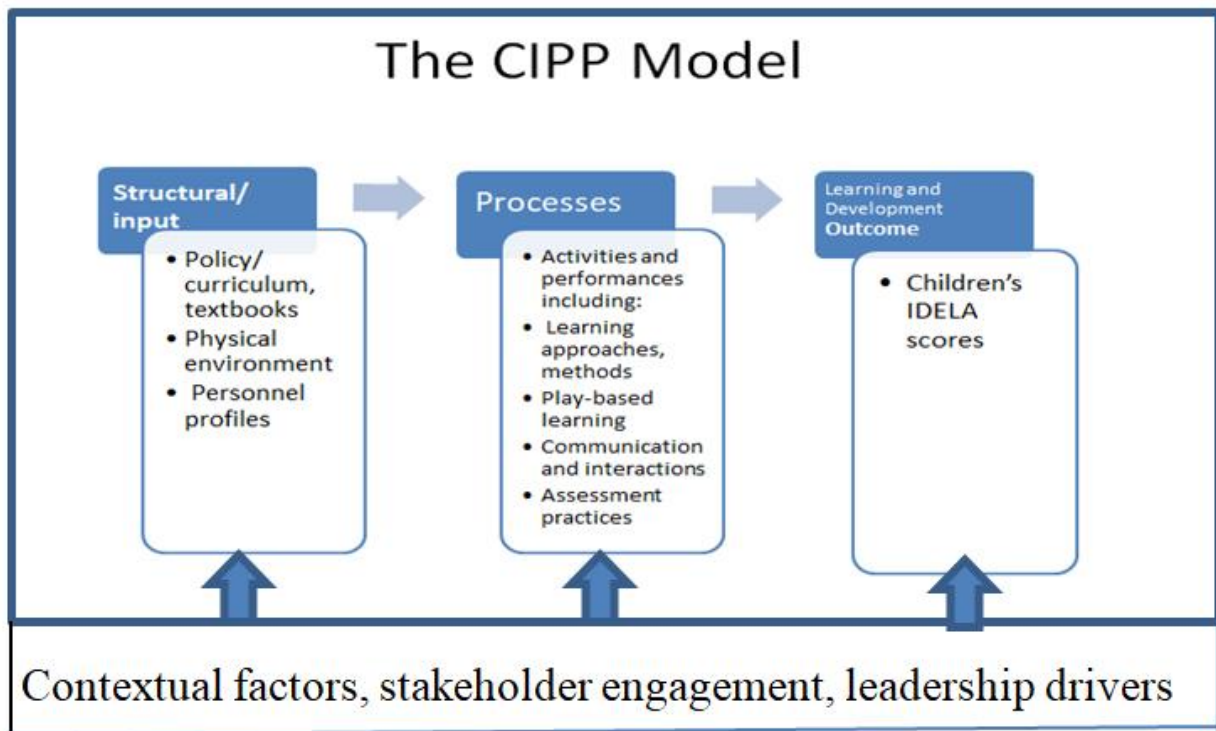 The CIPP Model
Structural/
input
• Policy/
curriculum,
textbooks
• Physical
environment
• Personnel
profiles
Processes
• Activities and
performances
including:
• Learning
approaches,
methods
• Play-based
learning
• Communication
and interactions
• Assessment
practices
Learning and
Development
Outcome
• Children's
IDELA
scores
Contextual factors, stakeholder engagement, leadership drivers